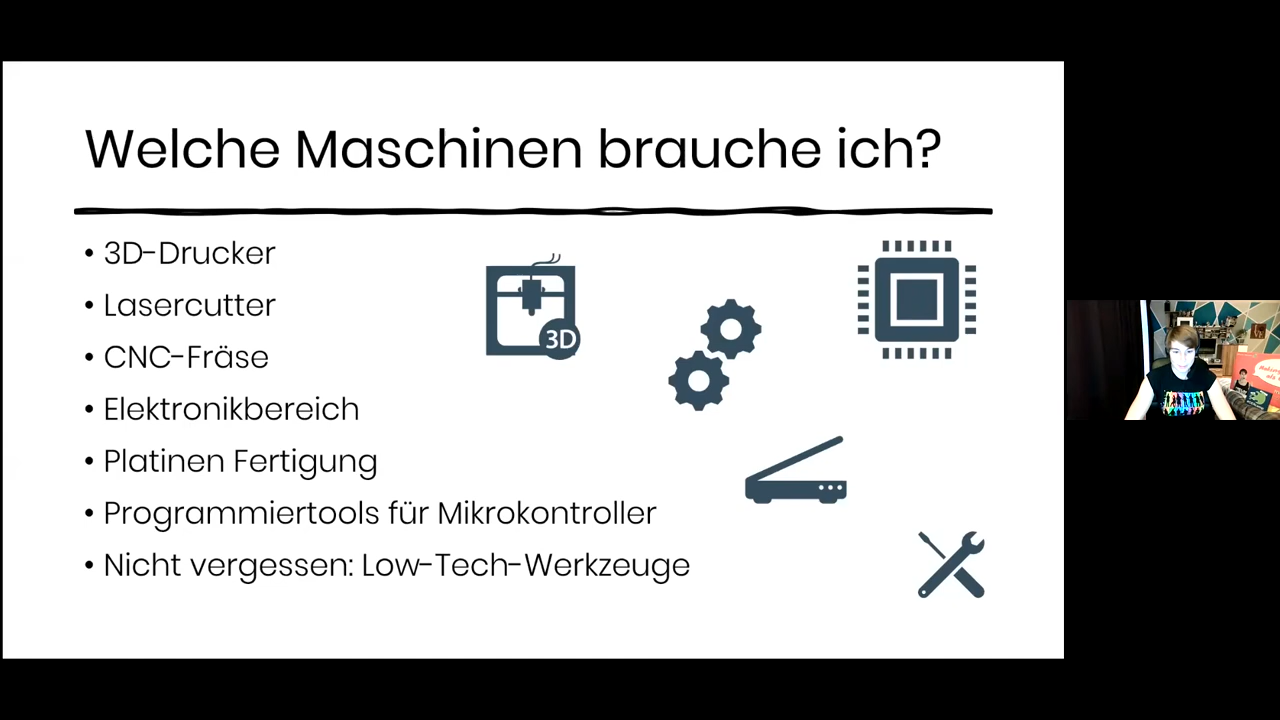 Welche Maschinen brauche ich?
• 3D-Drucker
• Lasercutter
• CNC-Fräse
• Elektronikbereich
• Platinen Fertigung
• Programmiertools für Mikrokontroller
• Nicht vergessen: Low-Tech-Werkzeuge
3D